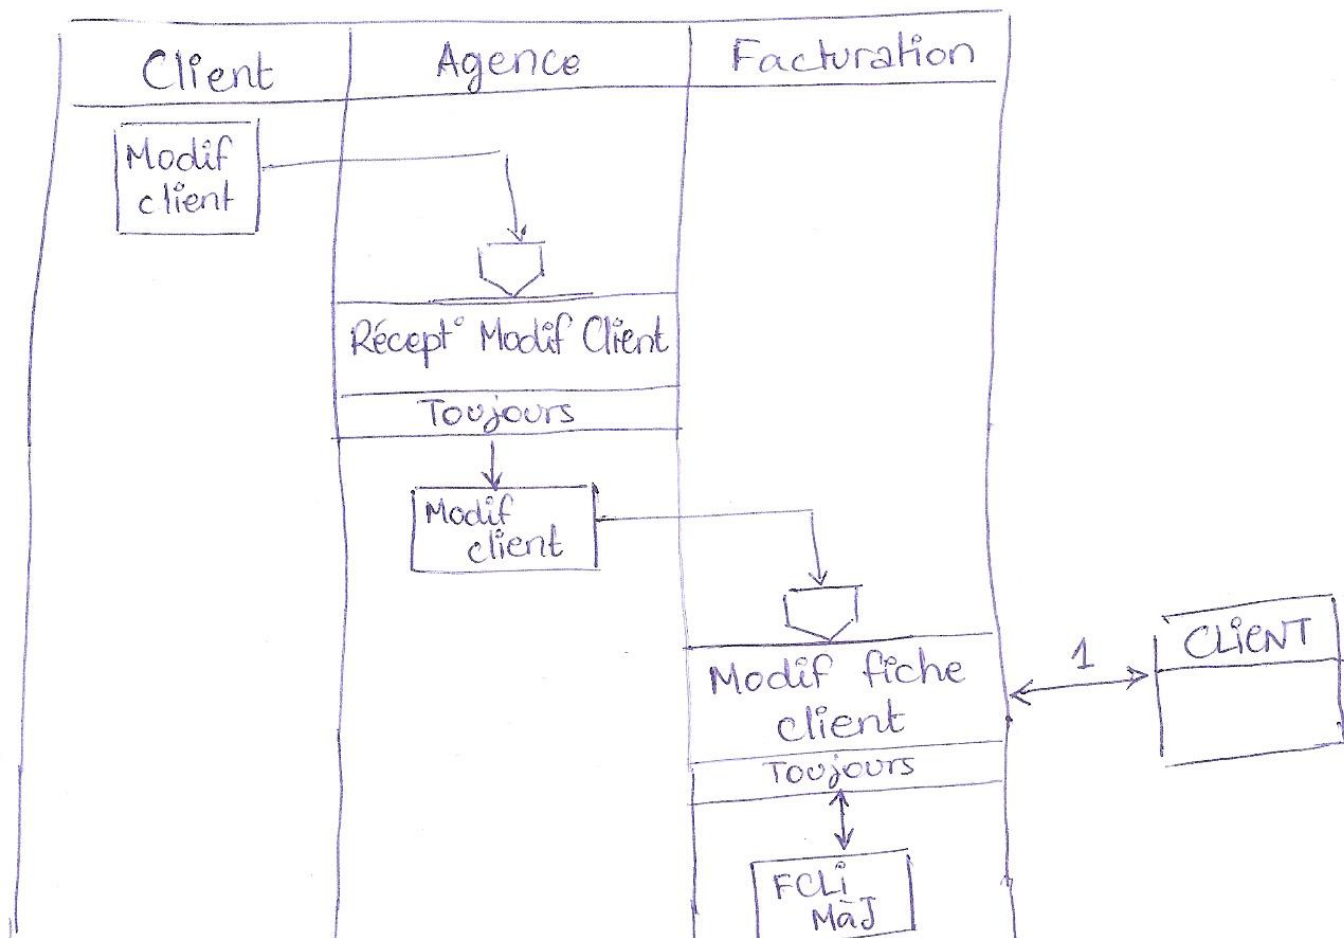 Client
Agence
Facturation
Modif
client
Récept° Modif Client
Toujours
Modif
client
Modif fiche
client
Toujours
1
CLiENT
FCLi
MàJ